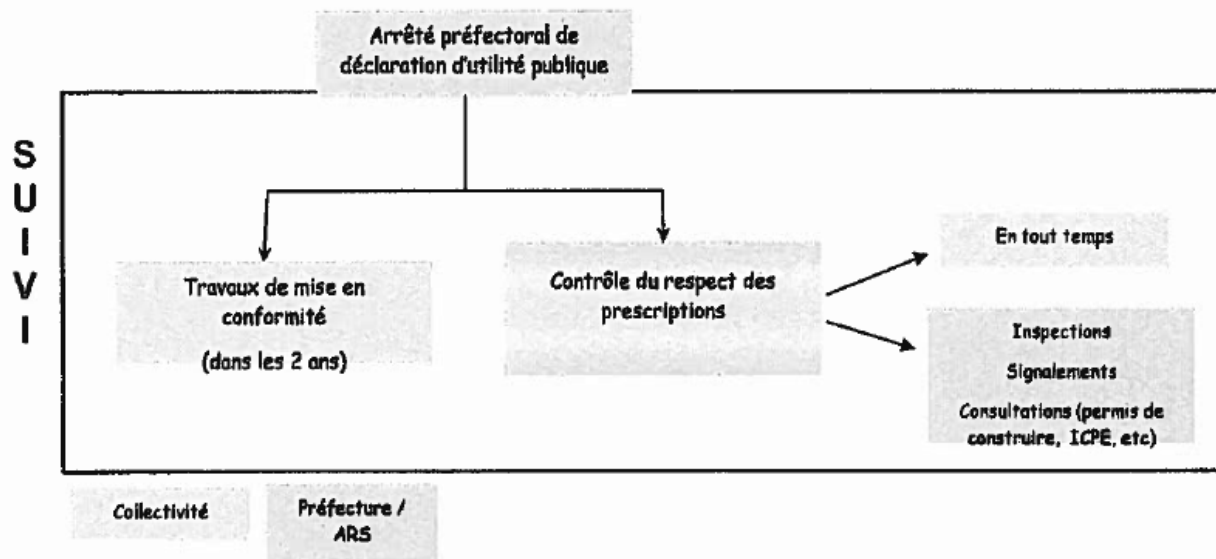 Arrêté préfectoral de
déclaration d'utilité publique
SUIVI
Travaux de mise en
conformité
(dans les 2 ans)
Contrôle du respect des
prescriptions
En tout temps
Inspections
Signalements
Consultations (permis de
construire, ICPE, etc)
Collectivité
Préfecture /
ARS